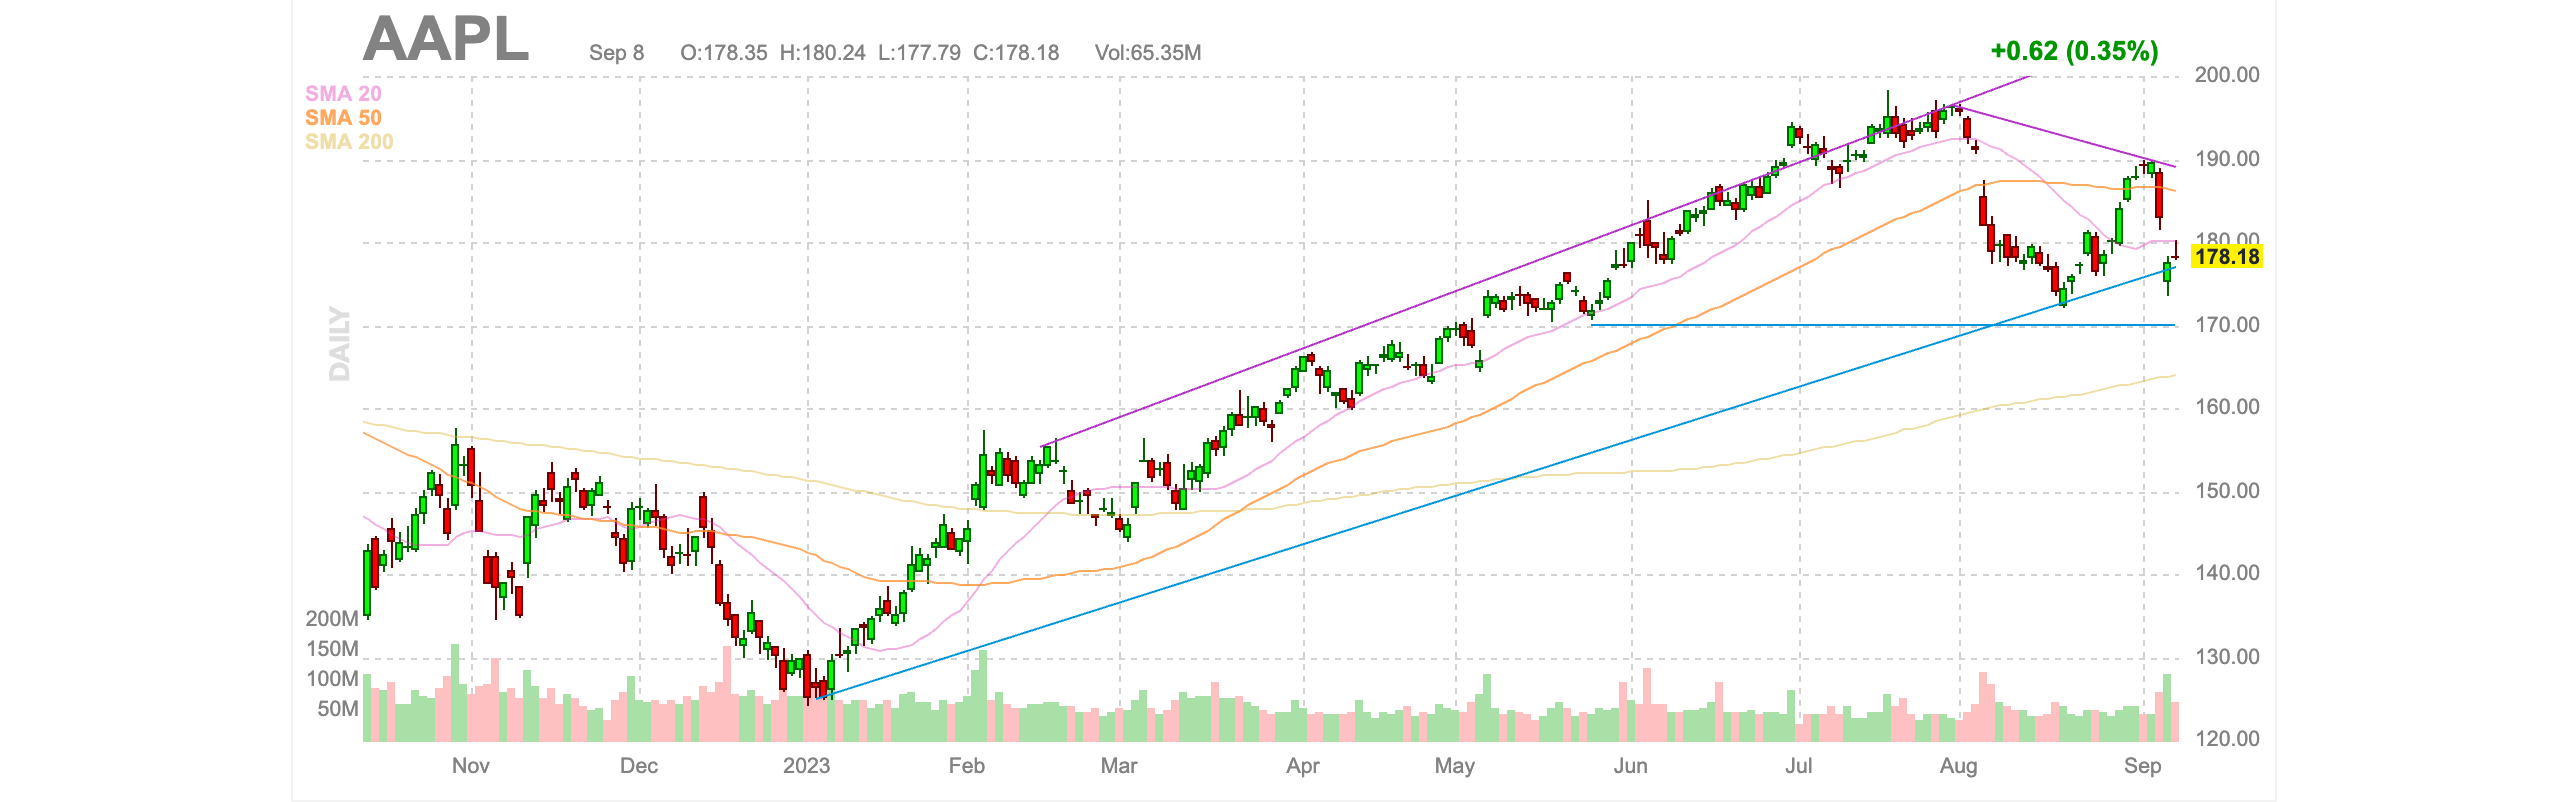 AAPL
Sep 8 O:178.35 H:180.24 L:177.79 C:178.18 Vol:65.35M
+0.62 (0.35%)
SMA 20
SMA 50
SMA 200
DAILY
200.00
190.00
180.00
178.18
170.00
160.00
150.00
140.00
130.00
120.00
200M
150M
100M
50M
Nov Dec 2023 Feb Mar Apr May Jun Jul Aug Sep